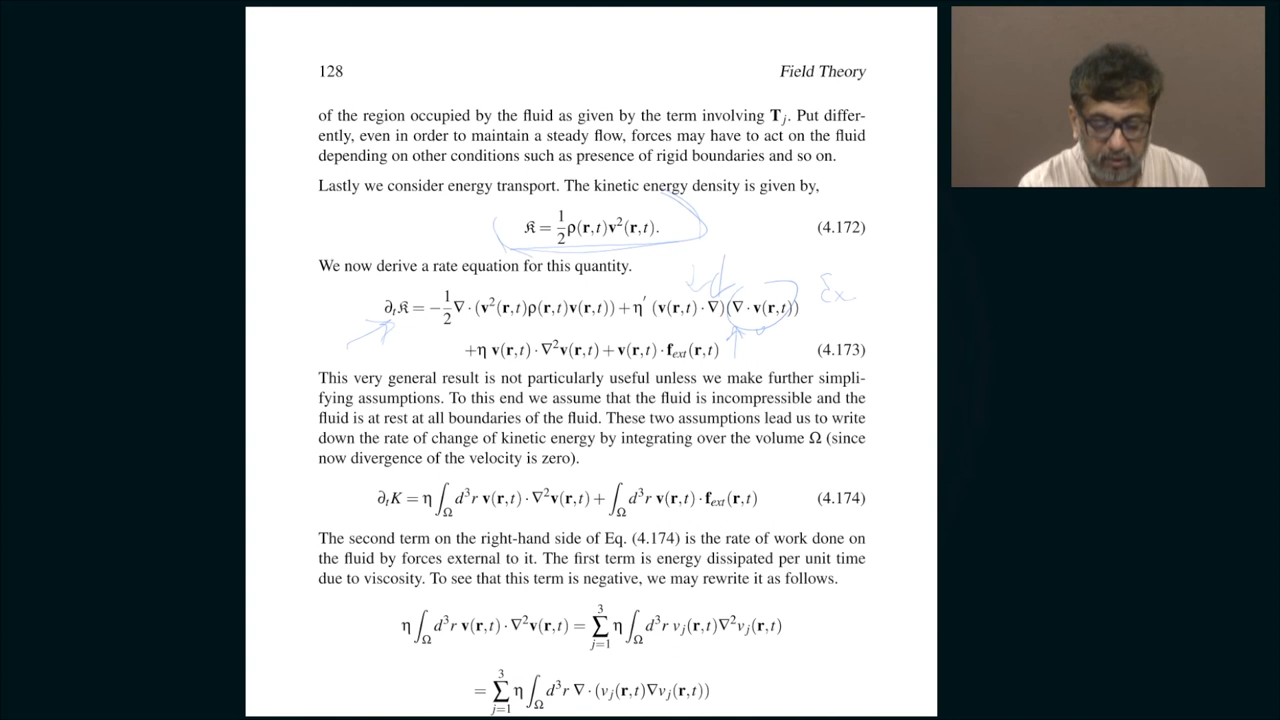 128 Field Theory
of the region occupied by the fluid as given by the term involving T_j. Put differ-
ently, even in order to maintain a steady flow, forces may have to act on the fluid
depending on other conditions such as presence of rigid boundaries and so on.
Lastly we consider energy transport. The kinetic energy density is given by,
𝔎 = 1/2 ρ(r,t)v²(r,t). (4.172)
We now derive a rate equation for this quantity.
∂_t𝔎 = −1/2 ∇·(v²(r,t)ρ(r,t)v(r,t)) + η′ (v(r,t)·∇)(∇·v(r,t)) Ex
+η v(r,t)·∇²v(r,t) + v(r,t)·f_ext(r,t) (4.173)
This very general result is not particularly useful unless we make further simpli-
fying assumptions. To this end we assume that the fluid is incompressible and the
fluid is at rest at all boundaries of the fluid. These two assumptions lead us to write
down the rate of change of kinetic energy by integrating over the volume Ω (since
now divergence of the velocity is zero).
∂_tK = η ∫_Ω d³r v(r,t)·∇²v(r,t) + ∫_Ω d³r v(r,t)·f_ext(r,t) (4.174)
The second term on the right-hand side of Eq. (4.174) is the rate of work done on
the fluid by forces external to it. The first term is energy dissipated per unit time
due to viscosity. To see that this term is negative, we may rewrite it as follows.
η ∫_Ω d³r v(r,t)·∇²v(r,t) = ∑_{j=1}^{3} η ∫_Ω d³r v_j(r,t)∇²v_j(r,t)
= ∑_{j=1}^{3} η ∫_Ω d³r ∇·(v_j(r,t)∇v_j(r,t))